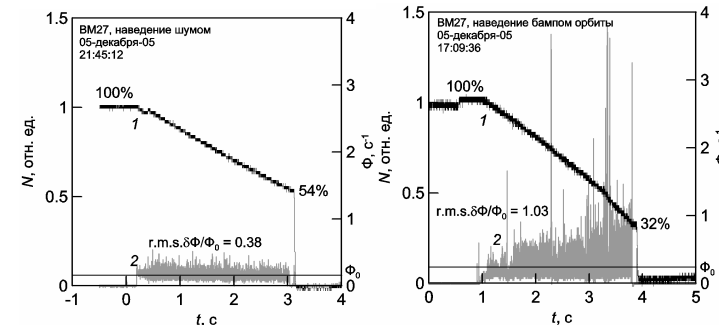 ВМ27, наведение шумом
05-декабря-05
21:45:12
100%
1
54%
r.m.s.δΦ/Φ₀ = 0.38
2
Φ₀
N, отн. ед.
Φ, с⁻¹
1.5
1
0.5
0
4
3
2
1
0
-1 0 1 2 3 4
t, с
ВМ27, наведение бампом орбиты
05-декабря-05
17:09:36
100%
1
32%
r.m.s.δΦ/Φ₀ = 1.03
2
Φ₀
N, отн. ед.
1.5
1
0.5
0
4
3
2
1
0
0 1 2 3 4 5
t, с